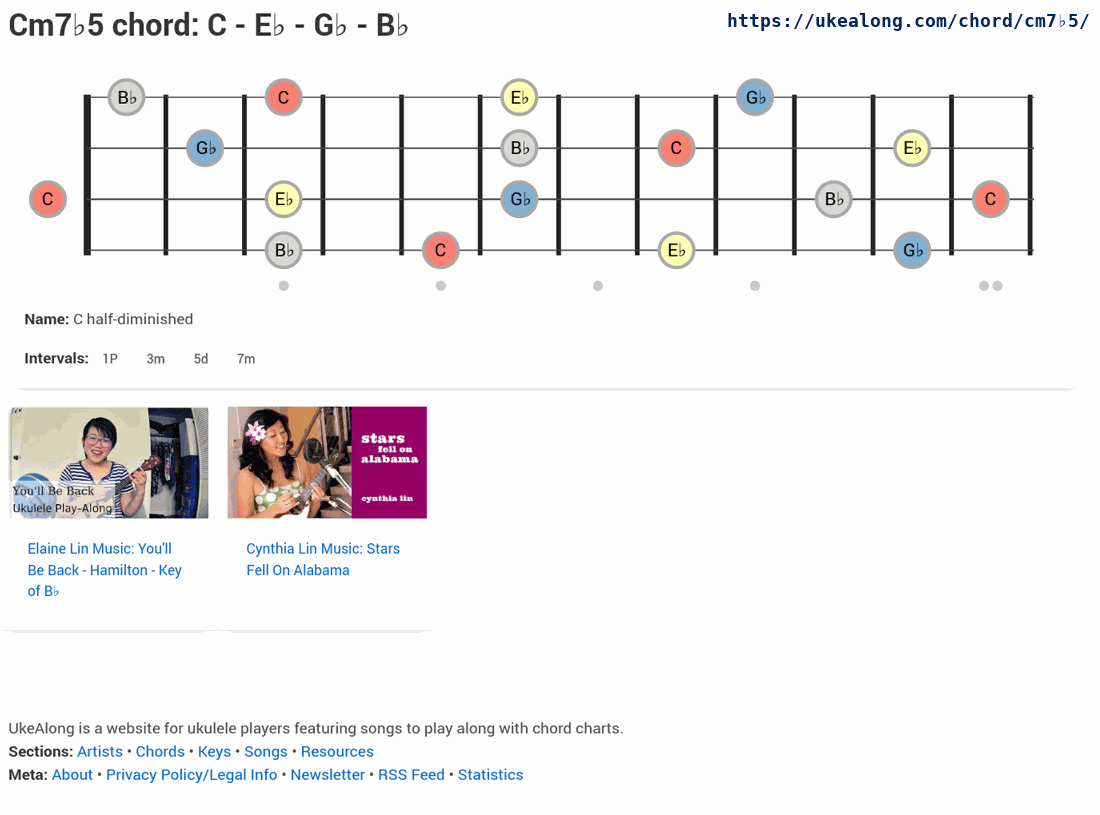 Cm7♭5 chord: C - E♭ - G♭ - B♭
https://ukealong.com/chord/cm7♭5/
B♭ C E♭ G♭
G♭ B♭ C E♭
C E♭ G♭ B♭ C
B♭ C E♭ G♭
Name: C half-diminished
Intervals: 1P 3m 5d 7m
You'll Be Back
Ukulele Play-Along
stars
fell on
alabama
cynthia lin
Elaine Lin Music: You'll
Be Back - Hamilton - Key
of B♭
Cynthia Lin Music: Stars
Fell On Alabama
UkeAlong is a website for ukulele players featuring songs to play along with chord charts.
Sections: Artists • Chords • Keys • Songs • Resources
Meta: About • Privacy Policy/Legal Info • Newsletter • RSS Feed • Statistics